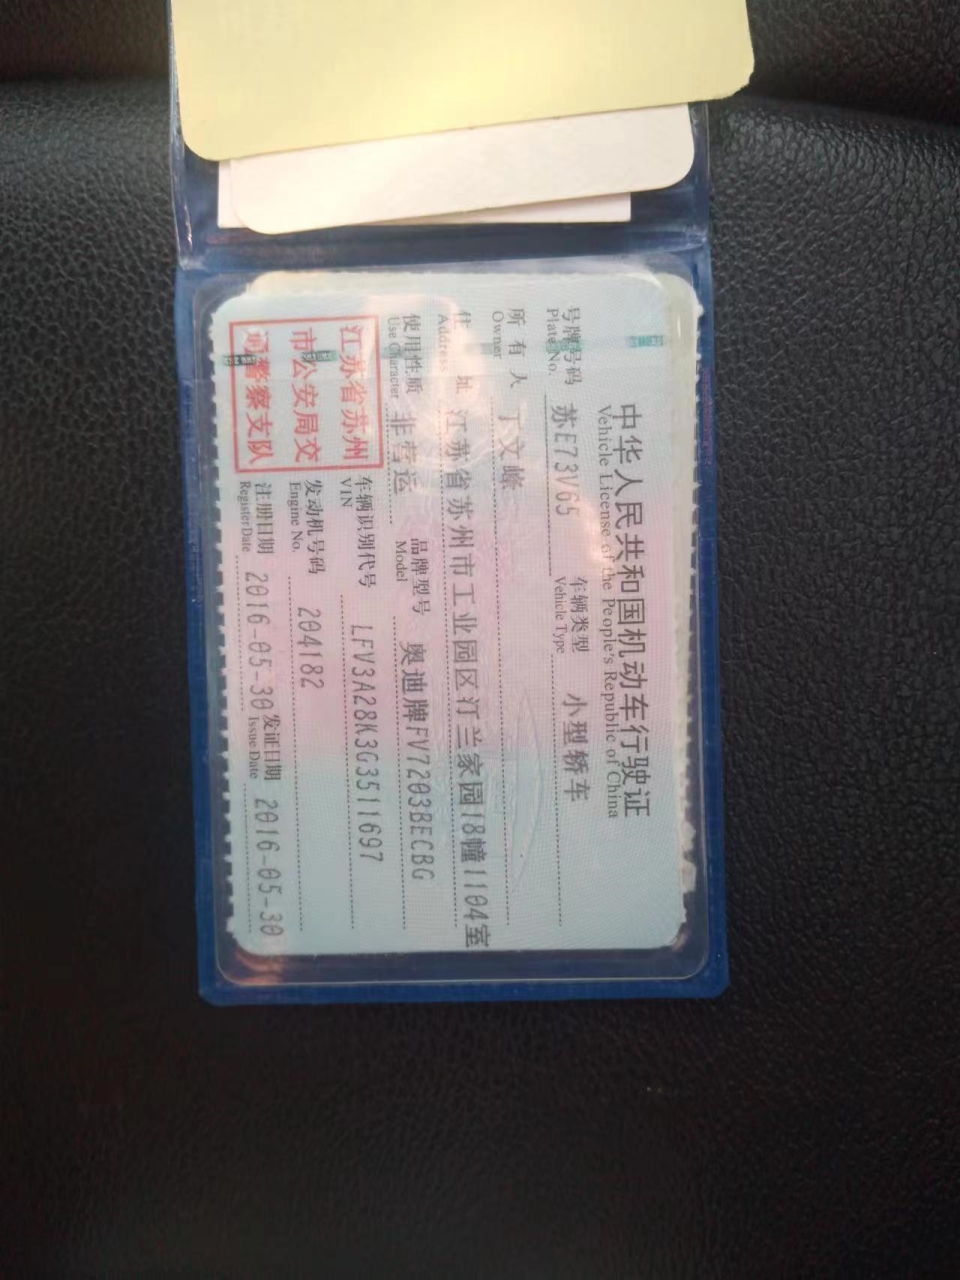 中华人民共和国机动车行驶证
Vehicle License of the People's Republic of China
号牌号码 苏E73V65 车辆类型 小型轿车
Plate No. Vehicle Type
所有人 丁文峰
Owner
住址 江苏省苏州市工业园区汀兰家园18幢1104室
Address
使用性质 非营运 品牌型号 奥迪牌FV7203BECBG
Use Character Model
江苏省苏州
市公安局交
通警察支队
车辆识别代号 LFV3A28K3G3511697
VIN
发动机号码 204182
Engine No.
注册日期 2016-05-30 发证日期 2016-05-30
Register Date Issue Date